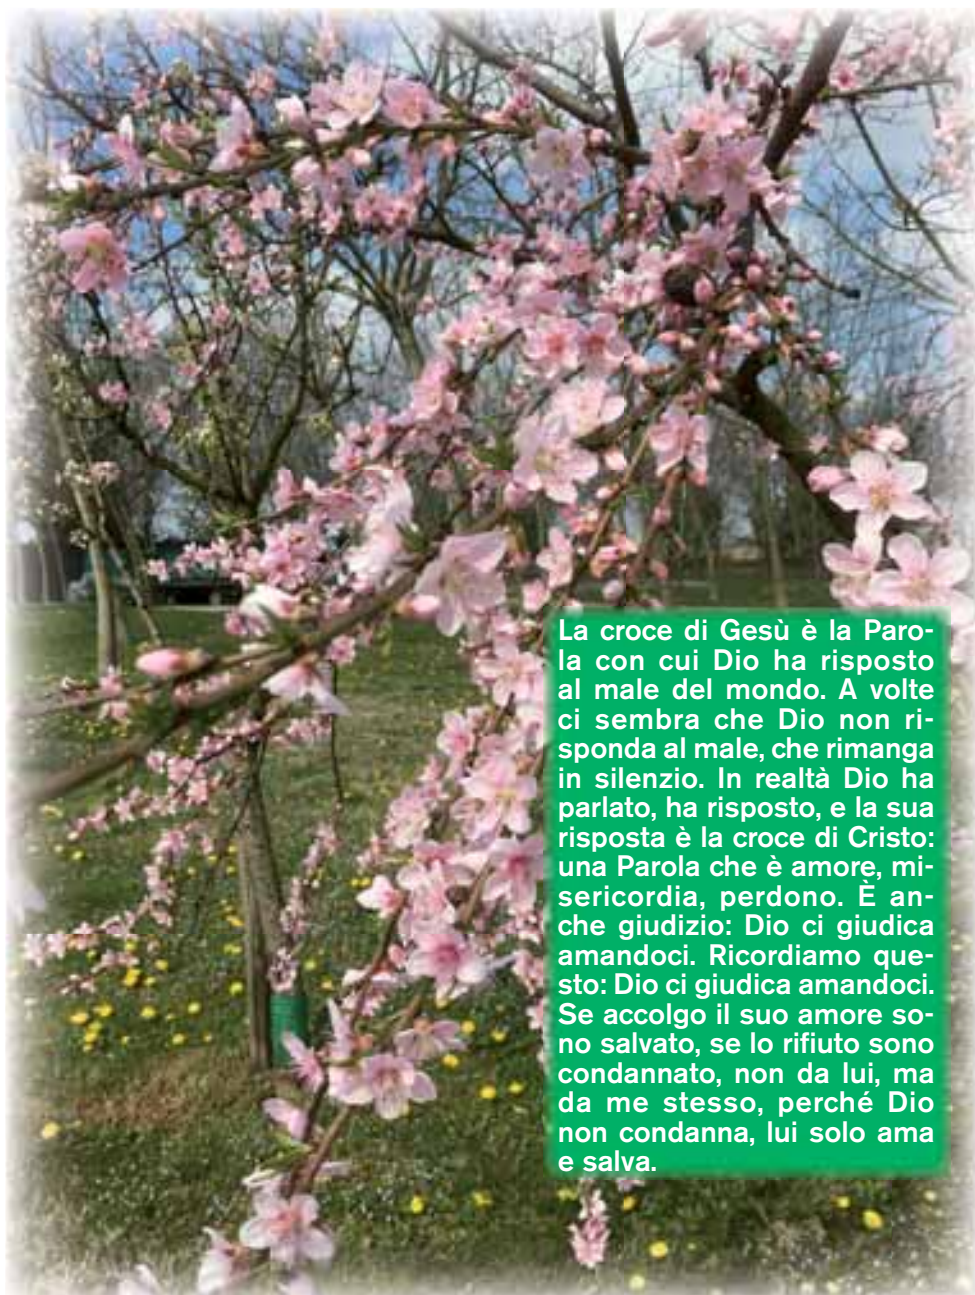 La croce di Gesù è la Paro-
la con cui Dio ha risposto
al male del mondo. A volte
ci sembra che Dio non ri-
sponda al male, che rimanga
in silenzio. In realtà Dio ha
parlato, ha risposto, e la sua
risposta è la croce di Cristo:
una Parola che è amore, mi-
sericordia, perdono. È an-
che giudizio: Dio ci giudica
amandoci. Ricordiamo que-
sto: Dio ci giudica amandoci.
Se accolgo il suo amore so-
no salvato, se lo rifiuto sono
condannato, non da lui, ma
da me stesso, perché Dio
non condanna, lui solo ama
e salva.